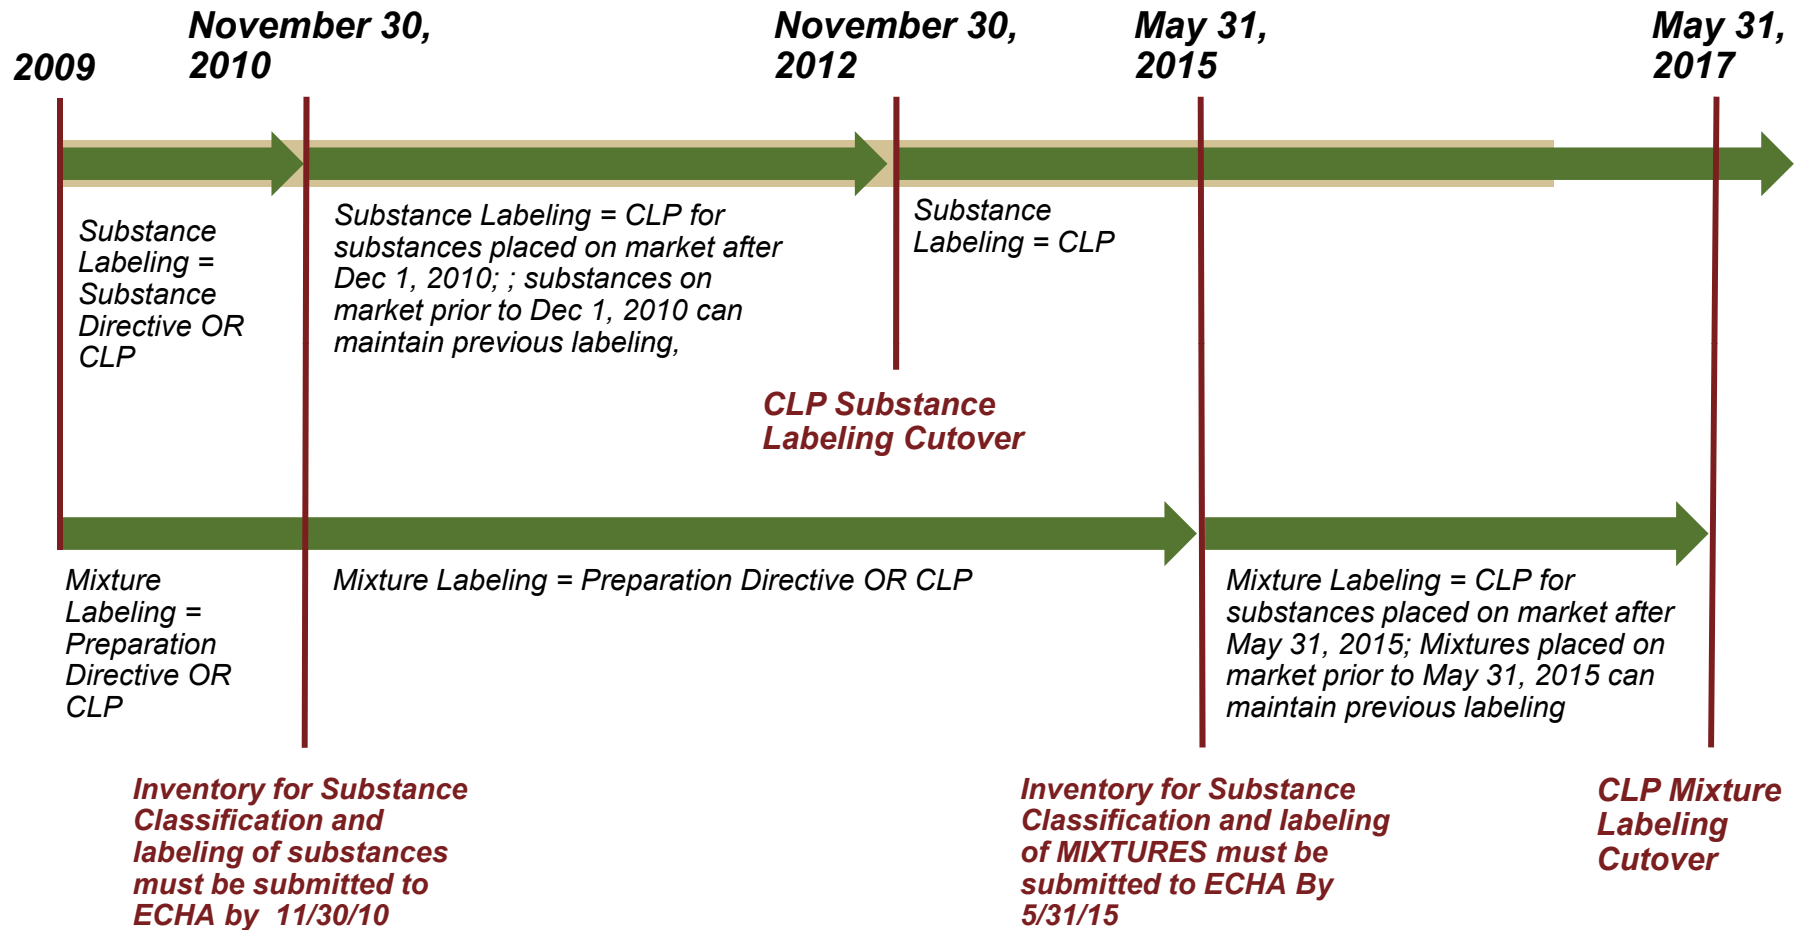 2009
November 30,
2010
November 30,
2012
May 31,
2015
May 31,
2017
Substance
Labeling =
Substance
Directive OR
CLP
Substance Labeling = CLP for
substances placed on market after
Dec 1, 2010; ; substances on
market prior to Dec 1, 2010 can
maintain previous labeling,
Substance
Labeling = CLP
CLP Substance
Labeling Cutover
Mixture
Labeling =
Preparation
Directive OR
CLP
Mixture Labeling = Preparation Directive OR CLP
Mixture Labeling = CLP for
substances placed on market after
May 31, 2015; Mixtures placed on
market prior to May 31, 2015 can
maintain previous labeling
Inventory for Substance
Classification and
labeling of substances
must be submitted to
ECHA by 11/30/10
Inventory for Substance
Classification and labeling
of MIXTURES must be
submitted to ECHA By
5/31/15
CLP Mixture
Labeling
Cutover